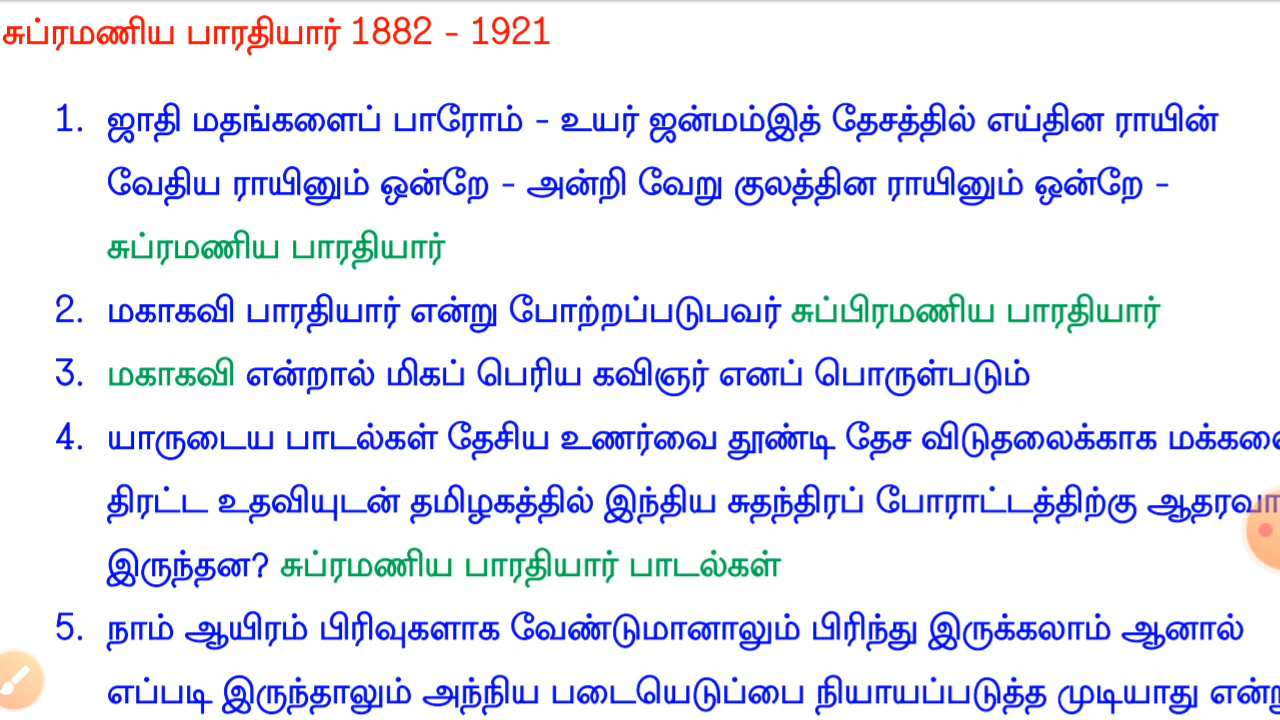 சுப்ரமணிய பாரதியார் 1882 - 1921
1. ஜாதி மதங்களைப் பாரோம் - உயர் ஜன்மம்இத் தேசத்தில் எய்தின ராயின்
வேதிய ராயினும் ஒன்றே - அன்றி வேறு குலத்தின ராயினும் ஒன்றே -
சுப்ரமணிய பாரதியார்
2. மகாகவி பாரதியார் என்று போற்றப்படுபவர் சுப்பிரமணிய பாரதியார்
3. மகாகவி என்றால் மிகப் பெரிய கவிஞர் எனப் பொருள்படும்
4. யாருடைய பாடல்கள் தேசிய உணர்வை தூண்டி தேச விடுதலைக்காக
திரட்ட உதவியுடன் தமிழகத்தில் இந்திய சுதந்திரப் போராட்டத்திற்கு
இருந்தன? சுப்ரமணிய பாரதியார் பாடல்கள்
5. நாம் ஆயிரம் பிரிவுகளாக வேண்டுமானாலும் பிரிந்து இருக்கலாம் ஆனால்
எப்படி இருந்தாலும் அந்நிய படையெடுப்பை நியாயப்படுத்த முடியாது